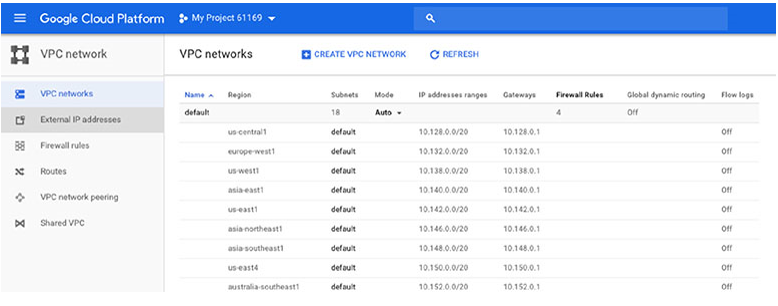 Google Cloud Platform My Project 61169
VPC network
VPC networks CREATE VPC NETWORK REFRESH
VPC networks
External IP addresses
Firewall rules
Routes
VPC network peering
Shared VPC
Name Region Subnets Mode IP addresses ranges Gateways Firewall Rules Global dynamic routing Flow logs
default 18 Auto 4 Off
us-central1 default 10.128.0.0/20 10.128.0.1 Off
europe-west1 default 10.132.0.0/20 10.132.0.1 Off
us-west1 default 10.138.0.0/20 10.138.0.1 Off
asia-east1 default 10.140.0.0/20 10.140.0.1 Off
us-east1 default 10.142.0.0/20 10.142.0.1 Off
asia-northeast1 default 10.146.0.0/20 10.146.0.1 Off
asia-southeast1 default 10.148.0.0/20 10.148.0.1 Off
us-east4 default 10.150.0.0/20 10.150.0.1 Off
australia-southeast1 default 10.152.0.0/20 10.152.0.1 Off